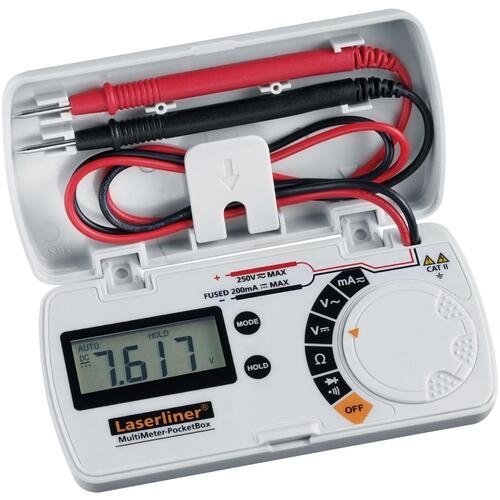 + 250V ≂ MAX
FUSED 200mA ⎓ MAX
CAT II
mA≂
V~
V⎓
Ω
OFF
MODE
HOLD
AUTO HOLD
DC
7.617 V
Laserliner®
MultiMeter-PocketBox